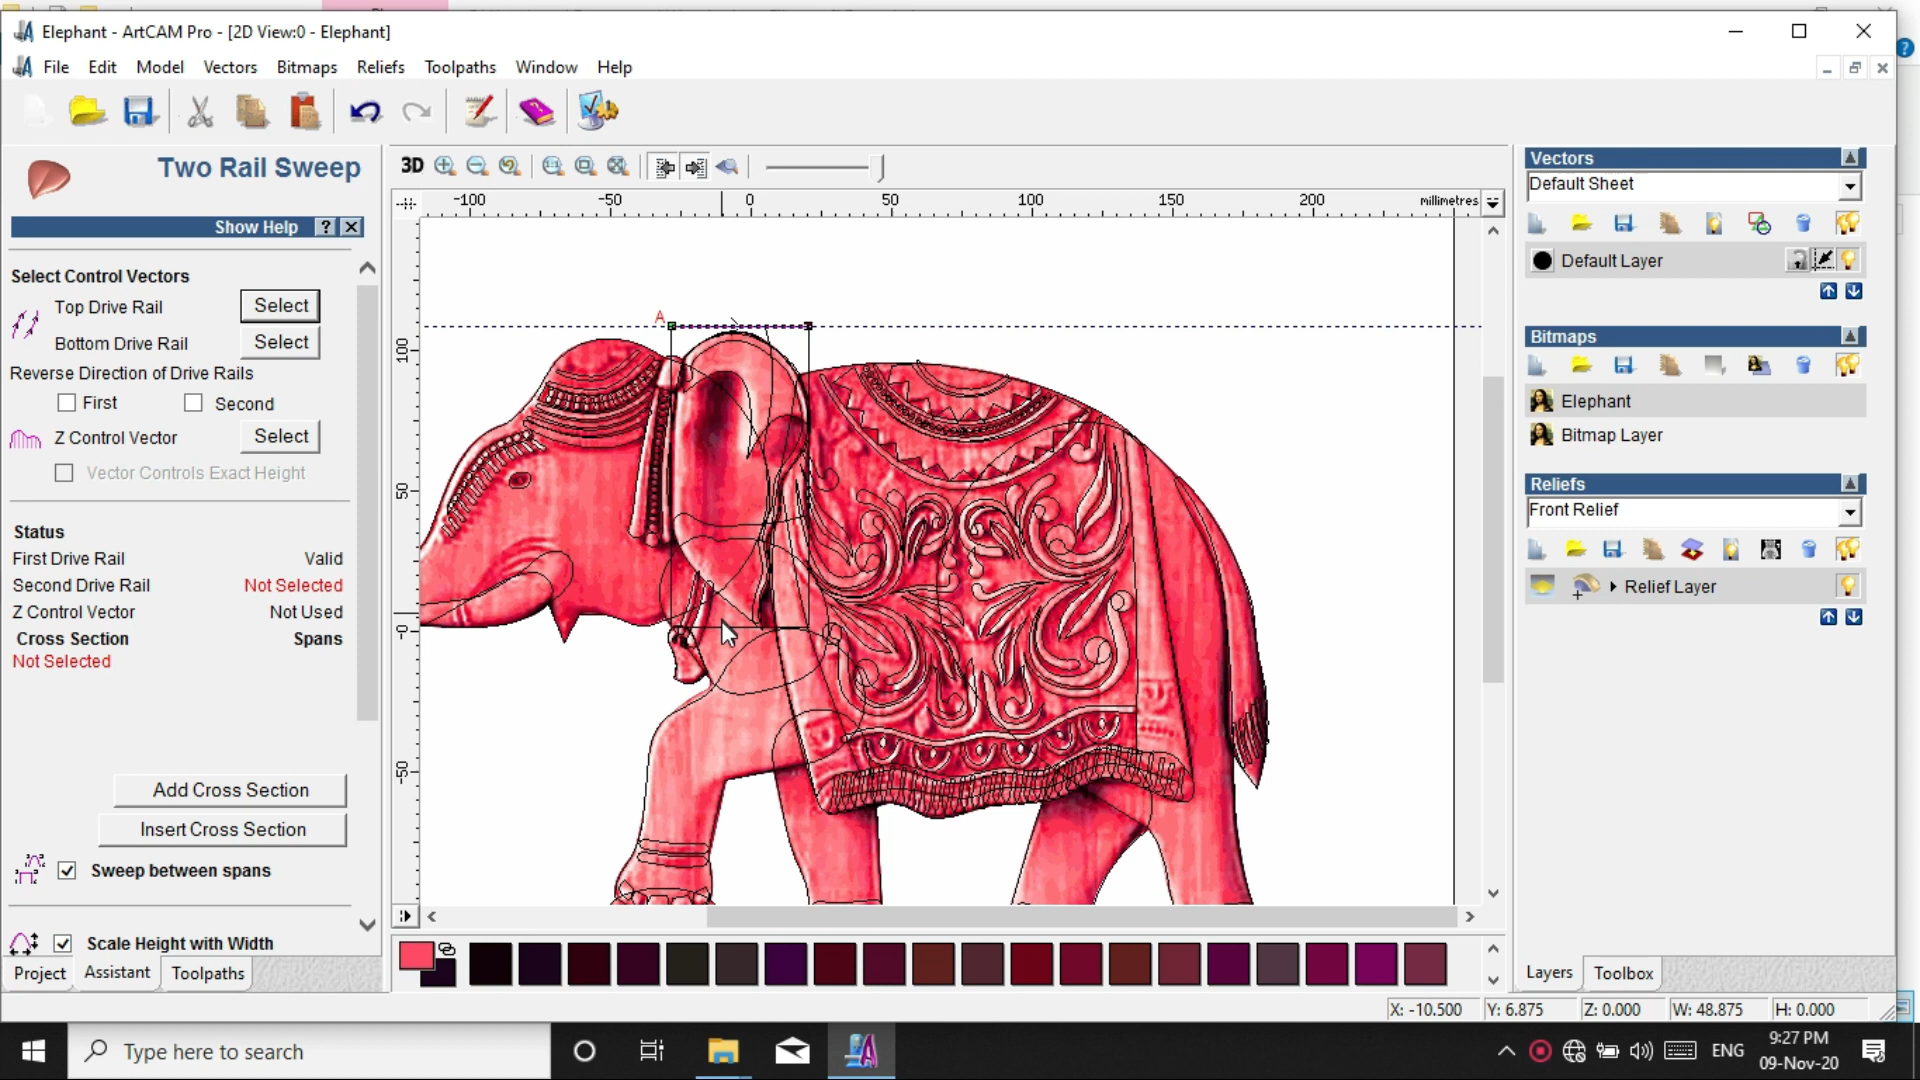 Elephant - ArtCAM Pro - [2D View:0 - Elephant]
File Edit Model Vectors Bitmaps Reliefs Toolpaths Window Help
Two Rail Sweep
Show Help ?
Select Control Vectors
Top Drive Rail Select
Bottom Drive Rail Select
Reverse Direction of Drive Rails
First Second
Z Control Vector Select
Vector Controls Exact Height
Status
First Drive Rail Valid
Second Drive Rail Not Selected
Z Control Vector Not Used
Cross Section Spans
Not Selected
Add Cross Section
Insert Cross Section
Sweep between spans
Scale Height with Width
Project Assistant Toolpaths
3D
-100 -50 0 50 100 150 200 millimetres
100
50
-0
-50
A
Vectors
Default Sheet
Default Layer
Bitmaps
Elephant
Bitmap Layer
Reliefs
Front Relief
Relief Layer
Layers Toolbox
X: -10.500 Y: 6.875 Z: 0.000 W: 48.875 H: 0.000
Type here to search
ENG
9:27 PM
09-Nov-20